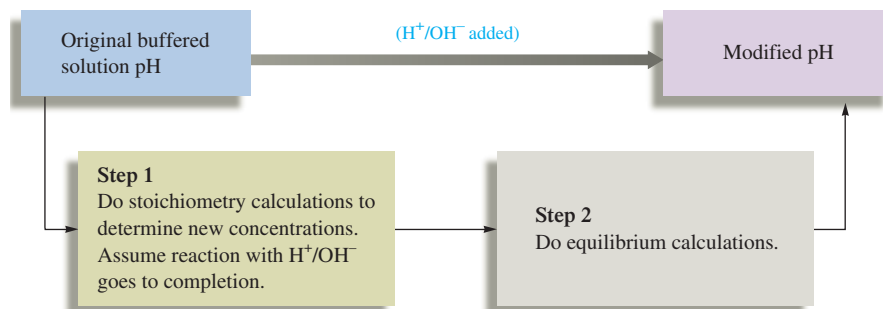 Original buffered
solution pH
(H⁺/OH⁻ added)
Modified pH
Step 1
Do stoichiometry calculations to
determine new concentrations.
Assume reaction with H⁺/OH⁻
goes to completion.
Step 2
Do equilibrium calculations.